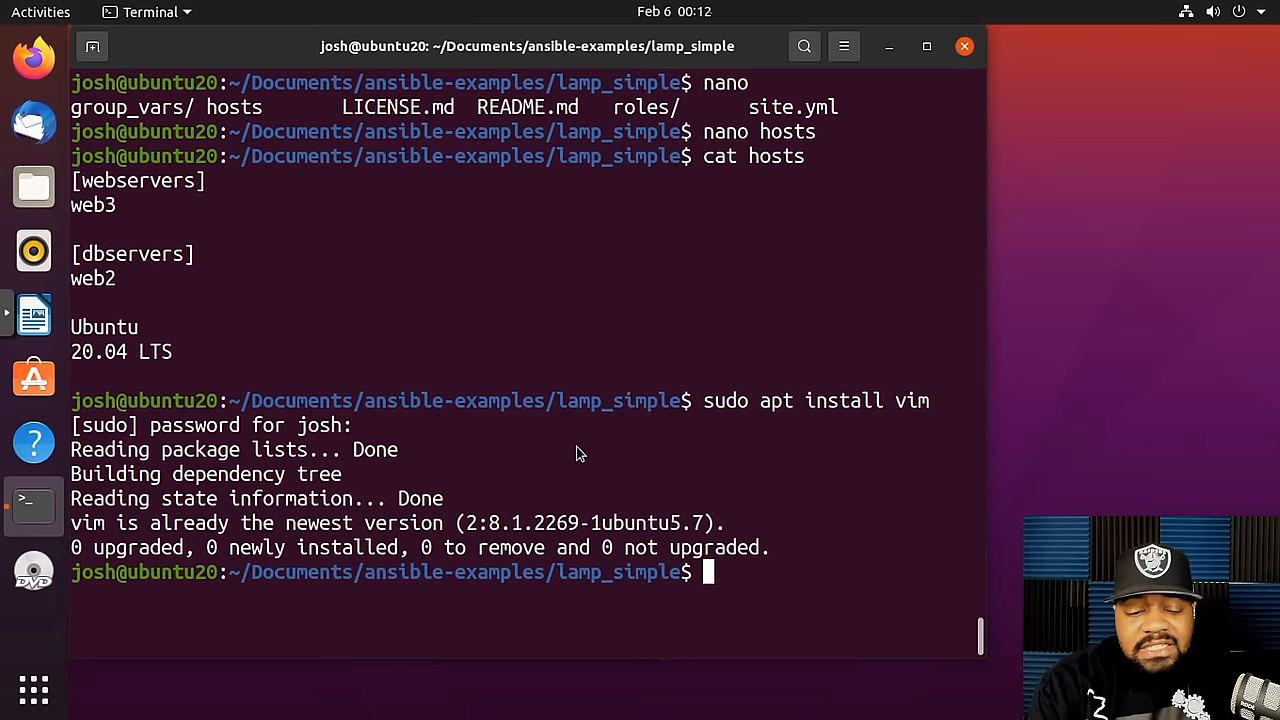 Activities
Terminal
Feb 6 00:12
josh@ubuntu20: ~/Documents/ansible-examples/lamp_simple
josh@ubuntu20:~/Documents/ansible-examples/lamp_simple$ nano
group_vars/ hosts LICENSE.md README.md roles/ site.yml
josh@ubuntu20:~/Documents/ansible-examples/lamp_simple$ nano hosts
josh@ubuntu20:~/Documents/ansible-examples/lamp_simple$ cat hosts
[webservers]
web3
[dbservers]
web2
Ubuntu
20.04 LTS
josh@ubuntu20:~/Documents/ansible-examples/lamp_simple$ sudo apt install vim
[sudo] password for josh:
Reading package lists... Done
Building dependency tree
Reading state information... Done
vim is already the newest version (2:8.1.2269-1ubuntu5.7).
0 upgraded, 0 newly installed, 0 to remove and 0 not upgraded.
josh@ubuntu20:~/Documents/ansible-examples/lamp_simple$
DVD